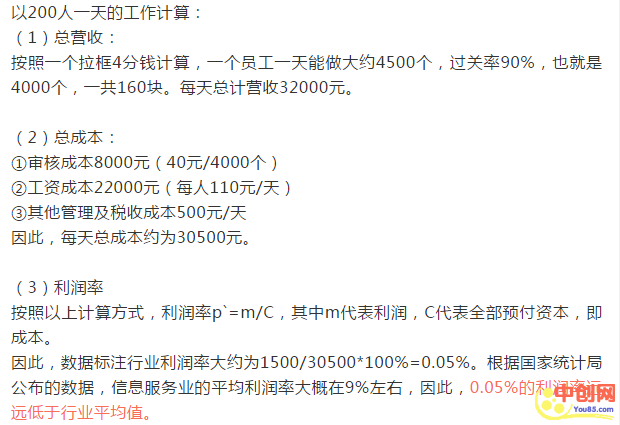 以200人一天的工作计算：
（1）总营收：
按照一个拉框4分钱计算，一个员工一天能做大约4500个，过关率90%，也就是
4000个，一共160块。每天总计营收32000元。
（2）总成本：
①审核成本8000元（40元/4000个）
②工资成本22000元（每人110元/天）
③其他管理及税收成本500元/天
因此，每天总成本约为30500元。
（3）利润率
按照以上计算方式，利润率p`=m/C，其中m代表利润，C代表全部预付资本，即
成本。
因此，数据标注行业利润率大约为1500/30500*100%=0.05%。根据国家统计局
公布的数据，信息服务业的平均利润率大概在9%左右，因此，0.05%的利润率远
远低于行业平均值。
中创网
You85.com